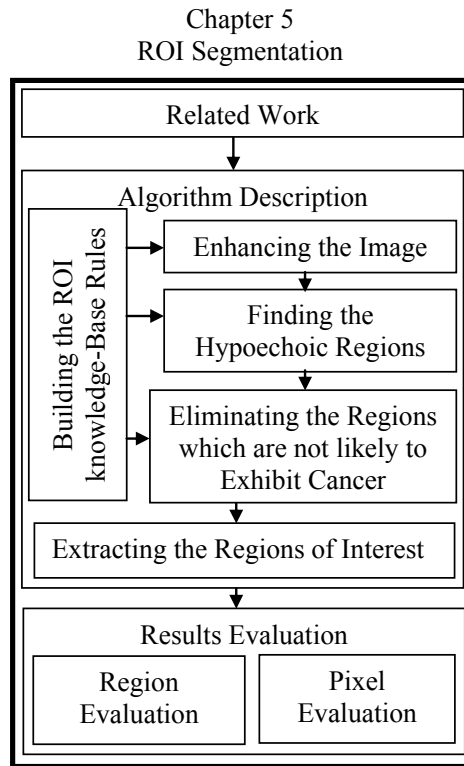 Chapter 5
ROI Segmentation
Related Work
Algorithm Description
Building the ROI
knowledge-Base Rules
Enhancing the Image
Finding the
Hypoechoic Regions
Eliminating the Regions
which are not likely to
Exhibit Cancer
Extracting the Regions of Interest
Results Evaluation
Region
Evaluation
Pixel
Evaluation